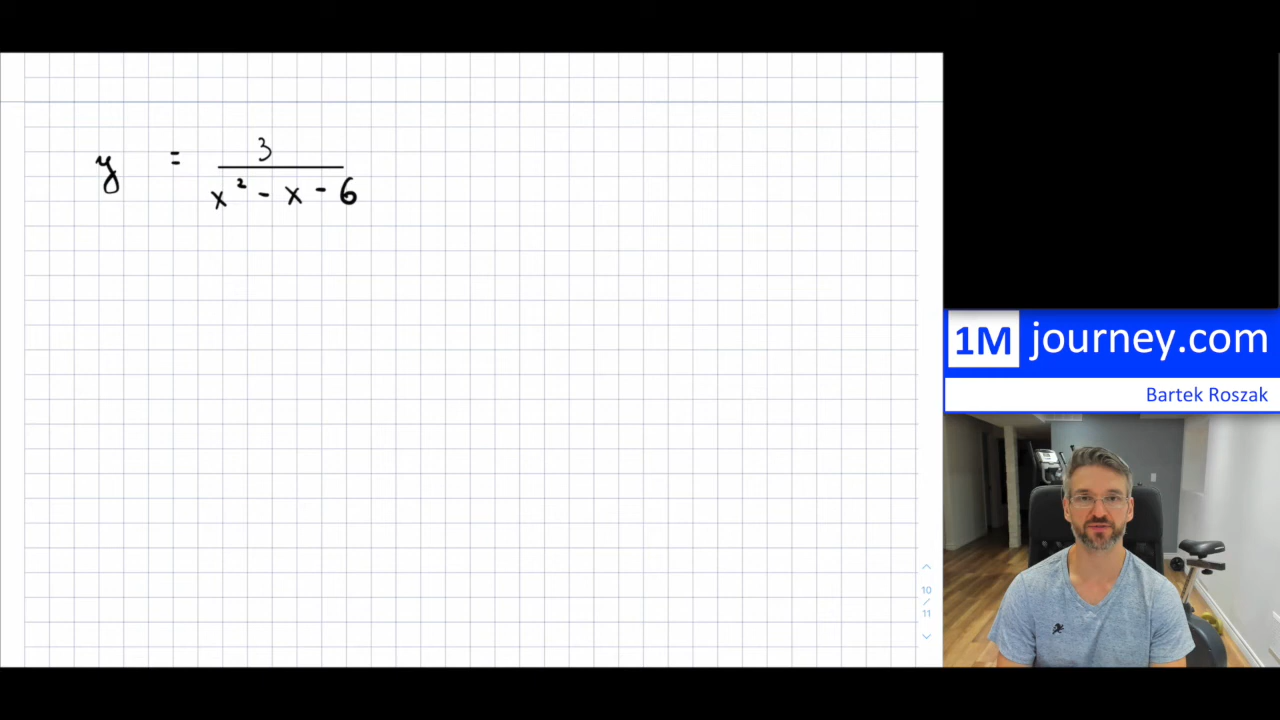 y = 3 / (x² - x - 6)
1M journey.com
Bartek Roszak
10
/
11